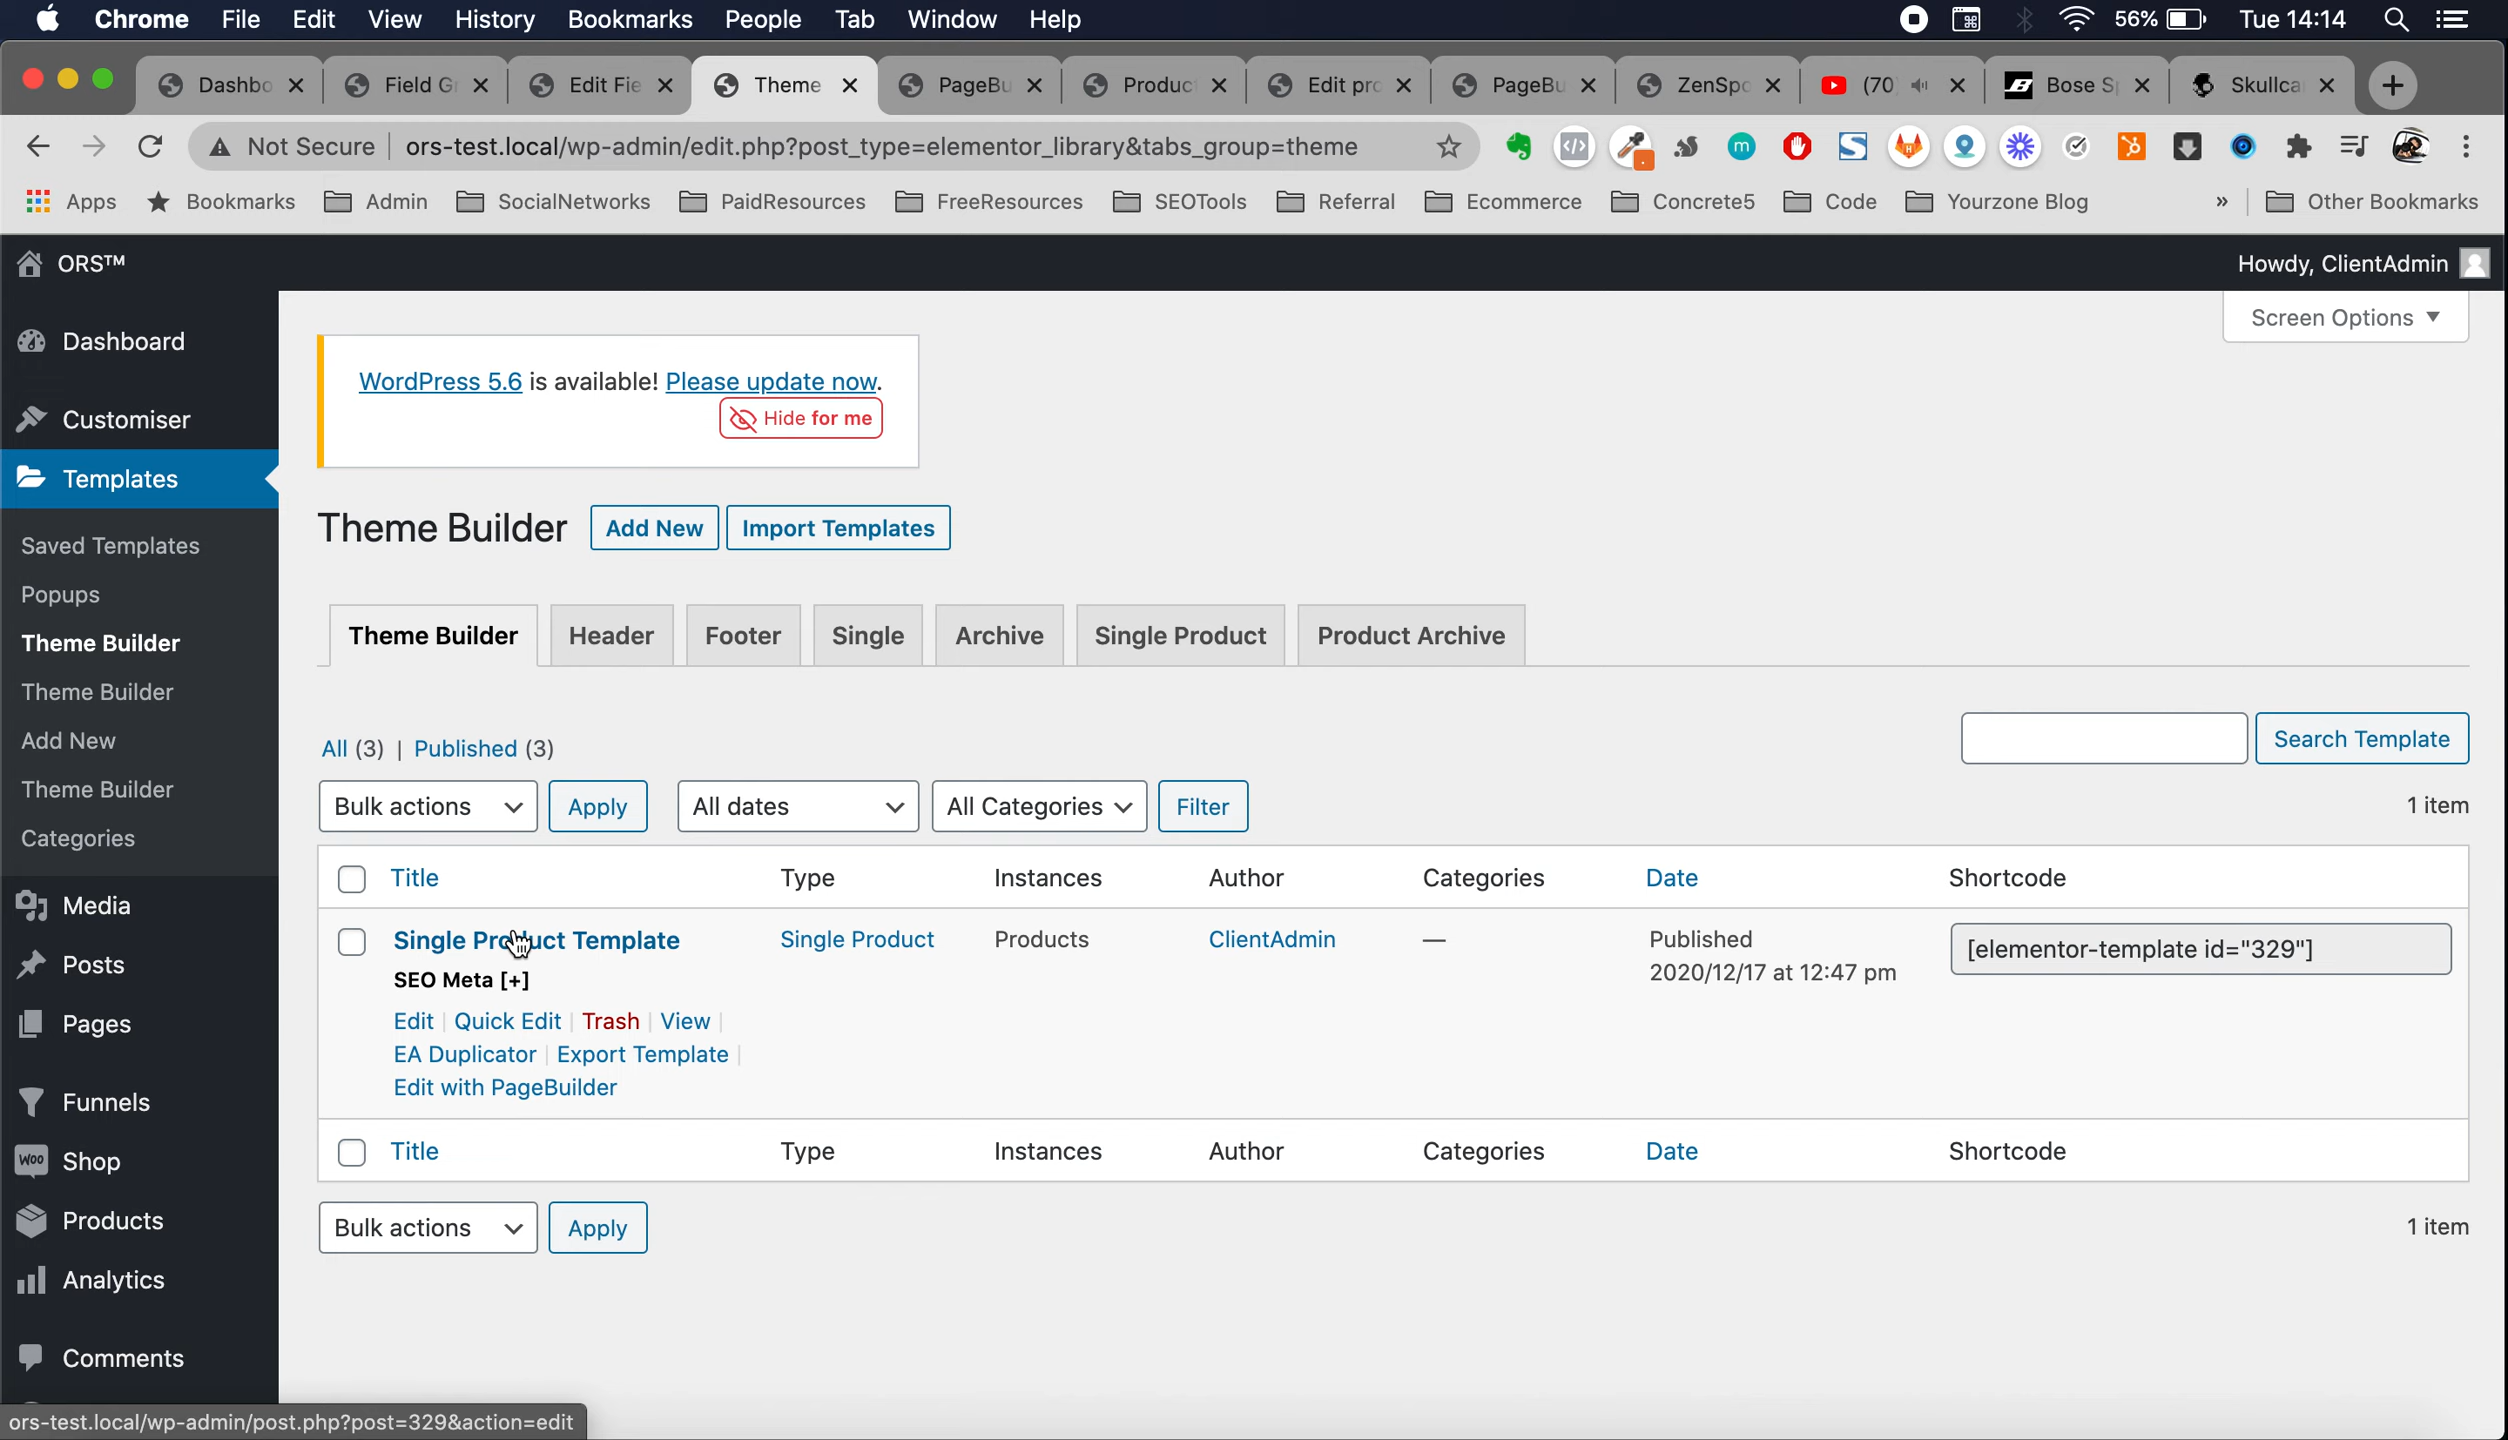 Chrome File Edit View History Bookmarks People Tab Window Help 56% Tue 14:14
Dashbo Field G Edit Fie Theme PageBu Produc Edit pro PageBu ZenSpo (70 Bose S Skullca
Not Secure ors-test.local/wp-admin/edit.php?post_type=elementor_library&tabs_group=theme
Apps Bookmarks Admin SocialNetworks PaidResources FreeResources SEOTools Referral Ecommerce Concrete5 Code Yourzone Blog » Other Bookmarks
ORS™ Howdy, ClientAdmin
Screen Options
Dashboard
Customiser
Templates
Saved Templates
Popups
Theme Builder
Theme Builder
Add New
Theme Builder
Categories
Media
Posts
Pages
Funnels
Woo Shop
Products
Analytics
Comments
WordPress 5.6 is available! Please update now.
Hide for me
Theme Builder Add New Import Templates
Theme Builder Header Footer Single Archive Single Product Product Archive
Search Template
All (3) | Published (3)
Bulk actions Apply All dates All Categories Filter 1 item
Title Type Instances Author Categories Date Shortcode
Single Product Template Single Product Products ClientAdmin — Published [elementor-template id="329"]
2020/12/17 at 12:47 pm
SEO Meta [+]
Edit | Quick Edit | Trash | View |
EA Duplicator | Export Template |
Edit with PageBuilder
Title Type Instances Author Categories Date Shortcode
Bulk actions Apply 1 item
ors-test.local/wp-admin/post.php?post=329&action=edit